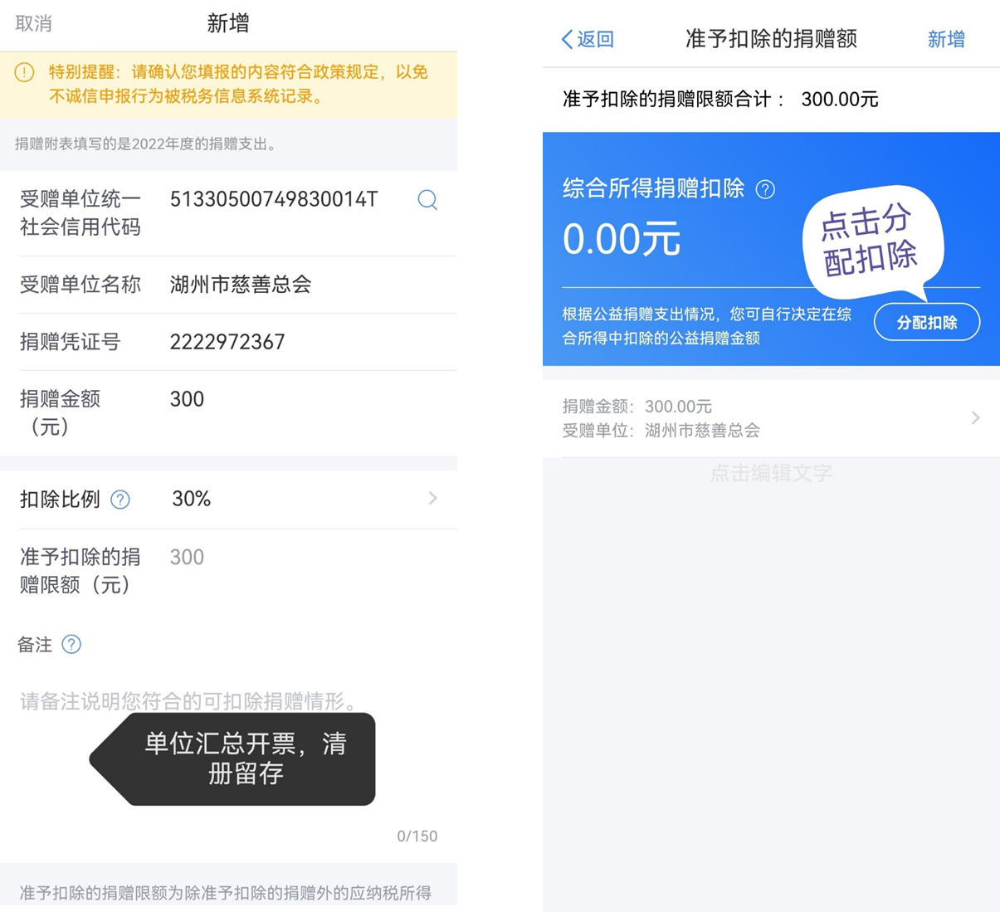 取消
新增
特别提醒：请确认您填报的内容符合政策规定，以免
不诚信申报行为被税务信息系统记录。
捐赠附表填写的是2022年度的捐赠支出。
受赠单位统一
社会信用代码
51330500749830014T
受赠单位名称
湖州市慈善总会
捐赠凭证号
2222972367
捐赠金额
（元）
300
扣除比例
30%
准予扣除的捐
赠限额（元）
300
备注
请备注说明您符合的可扣除捐赠情形。
单位汇总开票，清
册留存
0/150
准予扣除的捐赠限额为除准予扣除的捐赠外的应纳税所得
返回
准予扣除的捐赠额
新增
准予扣除的捐赠限额合计： 300.00元
综合所得捐赠扣除
0.00元
点击分
配扣除
根据公益捐赠支出情况，您可自行决定在综
合所得中扣除的公益捐赠金额
分配扣除
捐赠金额：300.00元
受赠单位：湖州市慈善总会
点击编辑文字